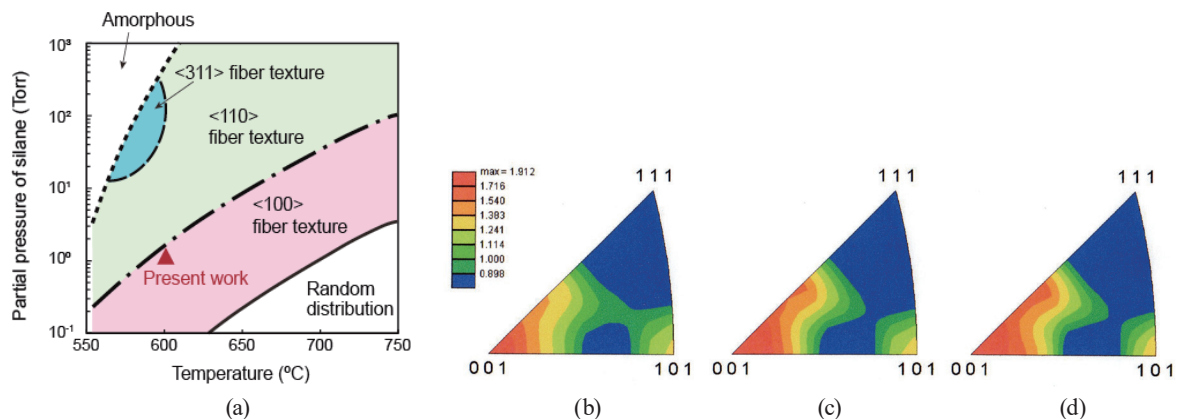 Amorphous
10³
<311> fiber texture
10²
<110>
fiber texture
10¹
<100>
fiber texture
10⁰
Present work
Random
distribution
10⁻¹
550 600 650 700 750
Partial pressure of silane (Torr)
Temperature (ºC)
(a)
max = 1.912
1.716
1.540
1.383
1.241
1.114
1.000
0.898
1 1 1
0 0 1
1 0 1
(b)
1 1 1
0 0 1
1 0 1
(c)
1 1 1
0 0 1
1 0 1
(d)